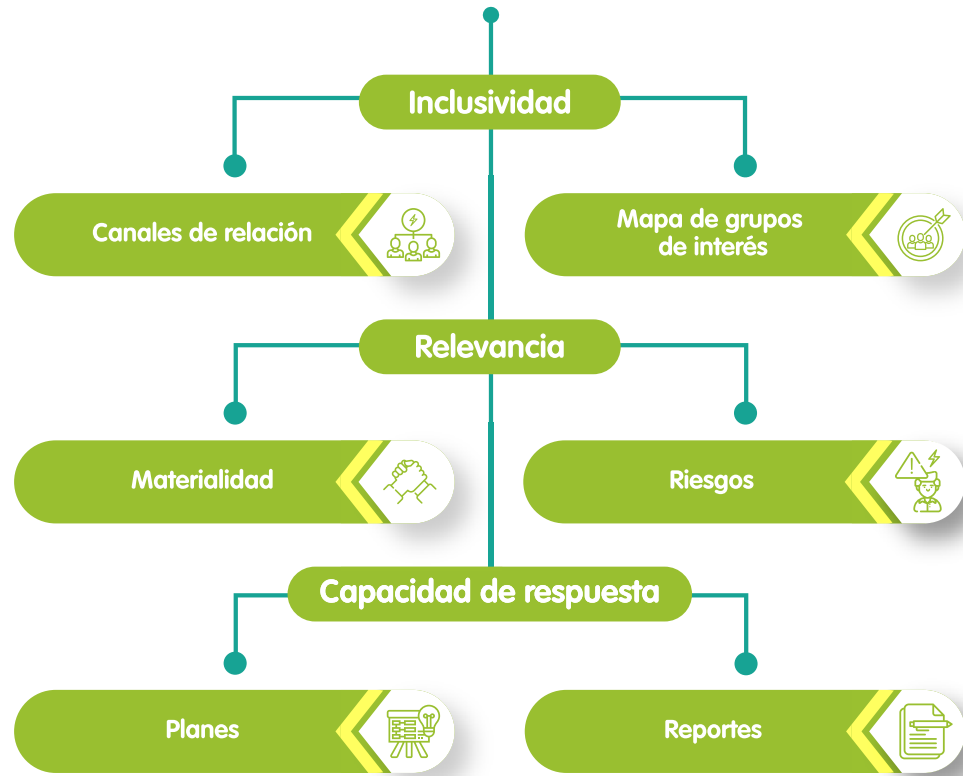 Inclusividad
Canales de relación
Mapa de grupos
de interés
Relevancia
Materialidad
Riesgos
Capacidad de respuesta
Planes
Reportes